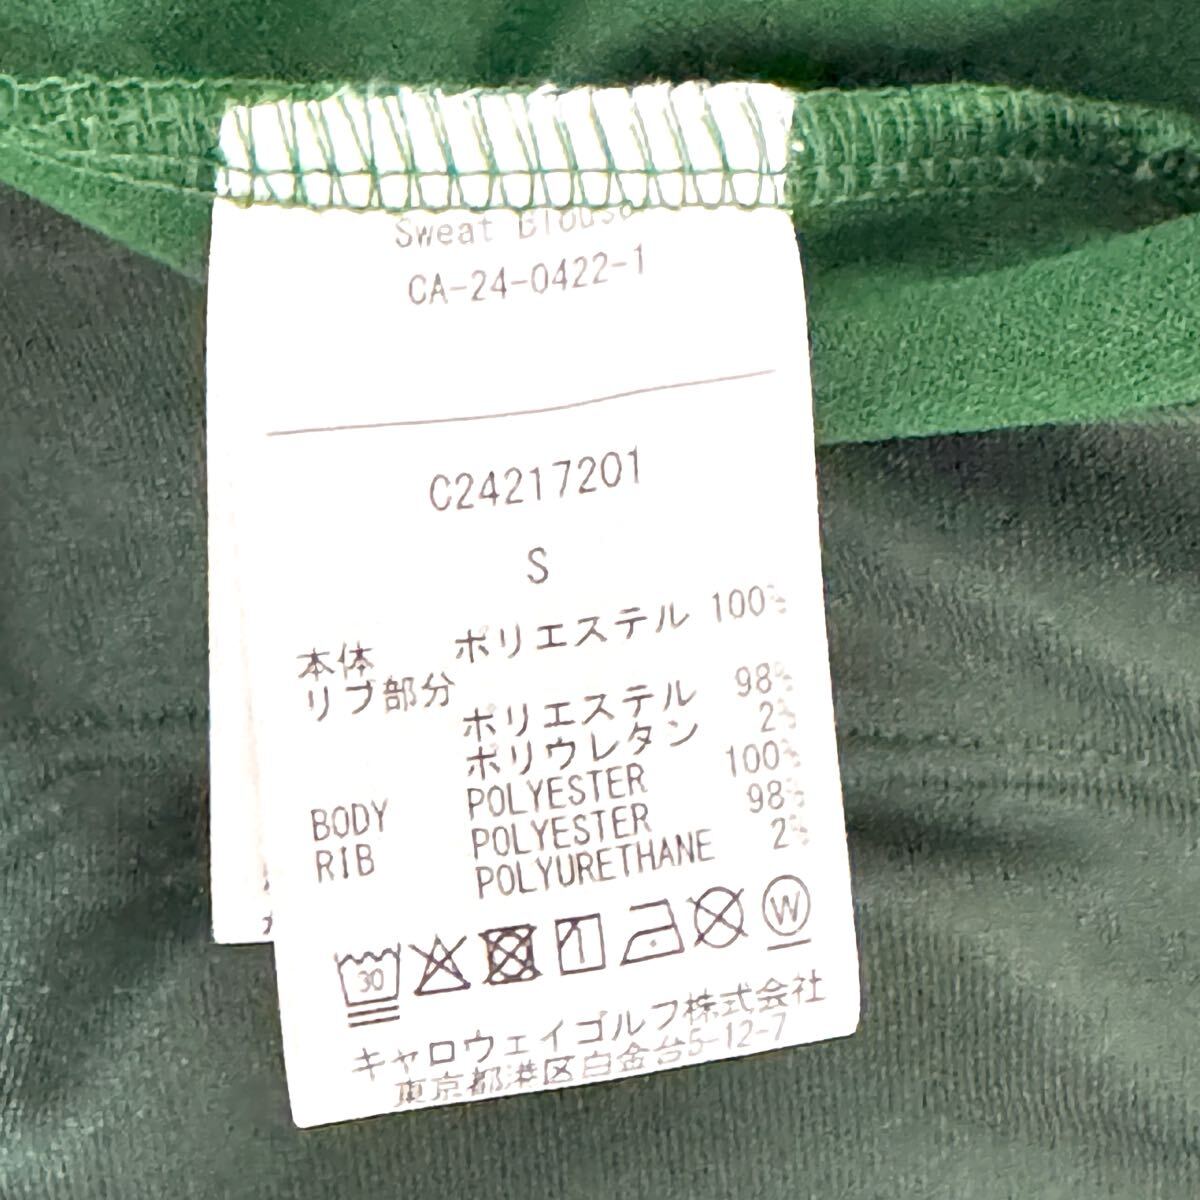 Sweat Blouse
CA-24-0422-1
C24217201
S
本体 ポリエステル 100%
リブ部分
ポリエステル 98%
ポリウレタン 2%
BODY POLYESTER 100%
RIB POLYESTER 98%
POLYURETHANE 2%
30 W
キャロウェイゴルフ株式会社
東京都港区白金台5-12-7